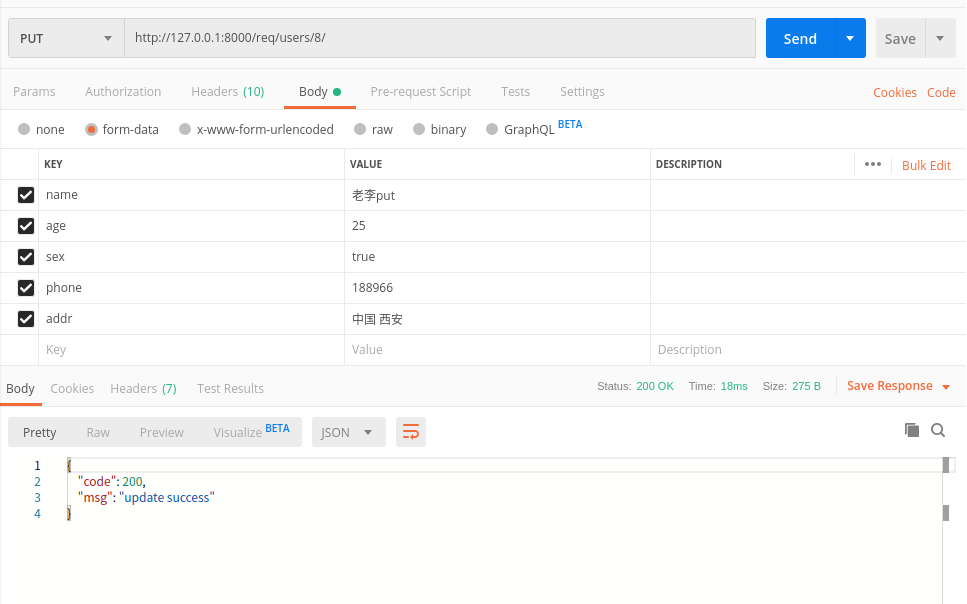 PUT http://127.0.0.1:8000/req/users/8/ Send Save
Params Authorization Headers (10) Body Pre-request Script Tests Settings Cookies Code
none form-data x-www-form-urlencoded raw binary GraphQL BETA
KEY VALUE DESCRIPTION ••• Bulk Edit
name 老李put
age 25
sex true
phone 188966
addr 中国 西安
Key Value Description
Body Cookies Headers (7) Test Results Status: 200 OK Time: 18ms Size: 275 B Save Response
Pretty Raw Preview Visualize BETA JSON
1 {
2 "code": 200,
3 "msg": "update success"
4 }